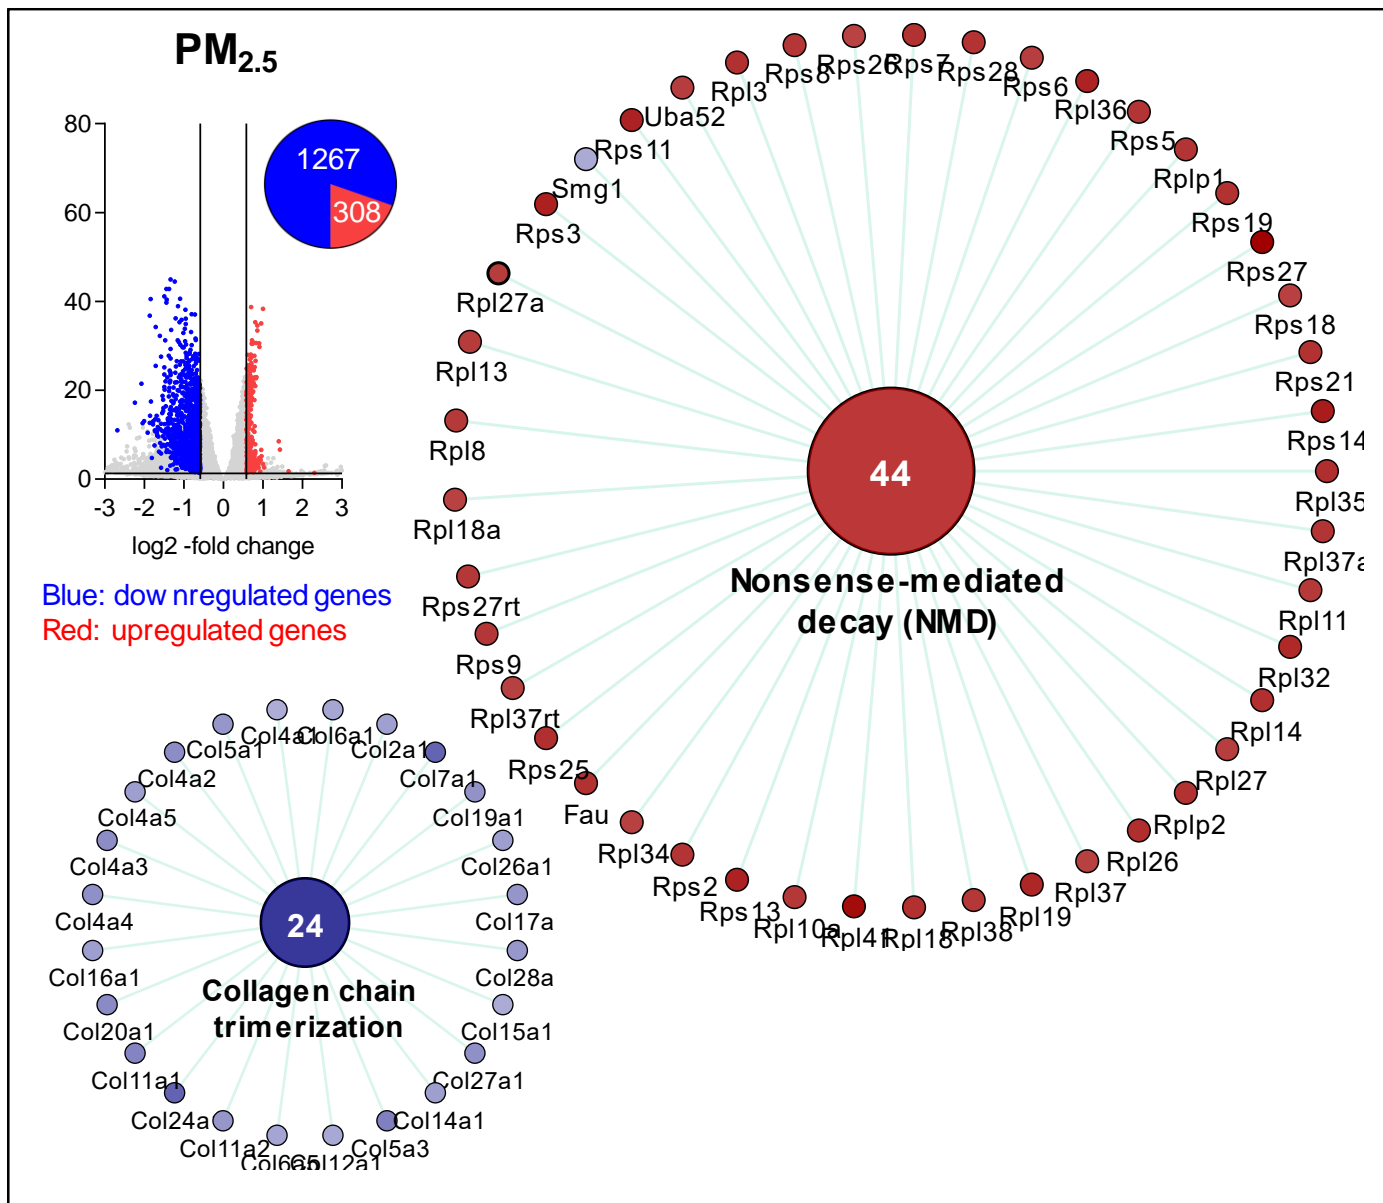 PM2.5
80
60
40
20
0
-3 -2 -1 0 1 2 3
log2 -fold change
1267
308
Blue: dow nregulated genes
Red: upregulated genes
Rps26
Rps7
Rps28
Rps6
Rpl36
Rps5
Rplp1
Rps19
Rps27
Rps18
Rps21
Rps14
Rpl35
Rpl37a
Rpl11
Rpl32
Rpl14
Rpl27
Rplp2
Rpl26
Rpl37
Rpl19
Rpl38
Rpl18
Rpl41
Rpl10a
Rps13
Rps2
Rpl34
Fau
Rps25
Rpl37rt
Rps9
Rps27rt
Rpl18a
Rpl8
Rpl13
Rpl27a
Rps3
Smg1
Rps11
Uba52
Rpl3
Rps8
44
Nonsense-mediated
decay (NMD)
Col4a1
Col6a1
Col2a1
Col7a1
Col19a1
Col26a1
Col17a
Col28a
Col15a1
Col27a1
Col14a1
Col5a3
Col12a1
Col6a5
Col11a2
Col24a
Col11a1
Col20a1
Col16a1
Col4a4
Col4a3
Col4a5
Col4a2
Col5a1
24
Collagen chain
trimerization